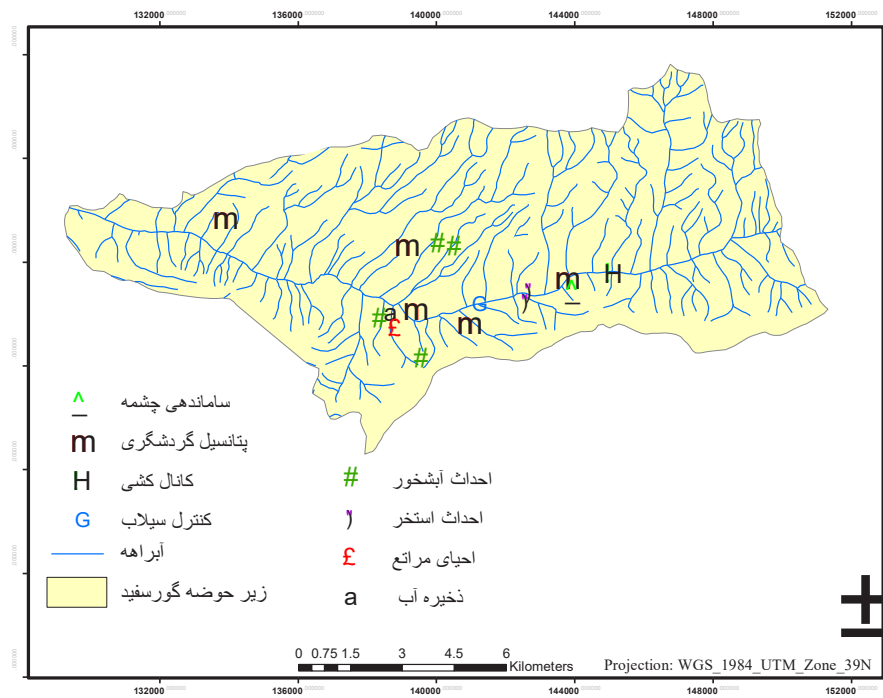 132000 136000 140000 144000 148000 152000
m
m # #
m H
^
G
# a m
£ m
#
^ ساماندهی چشمه
m پتانسیل گردشگری
H کانال کشی
G کنترل سیلاب
آبراهه
زیر حوضه گورسفید
# احداث آبشخور
احداث استخر
£ احیای مراتع
a ذخیره آب
0 0.75 1.5 3 4.5 6
Kilometers
Projection: WGS_1984_UTM_Zone_39N
132000 136000 140000 144000 148000 152000